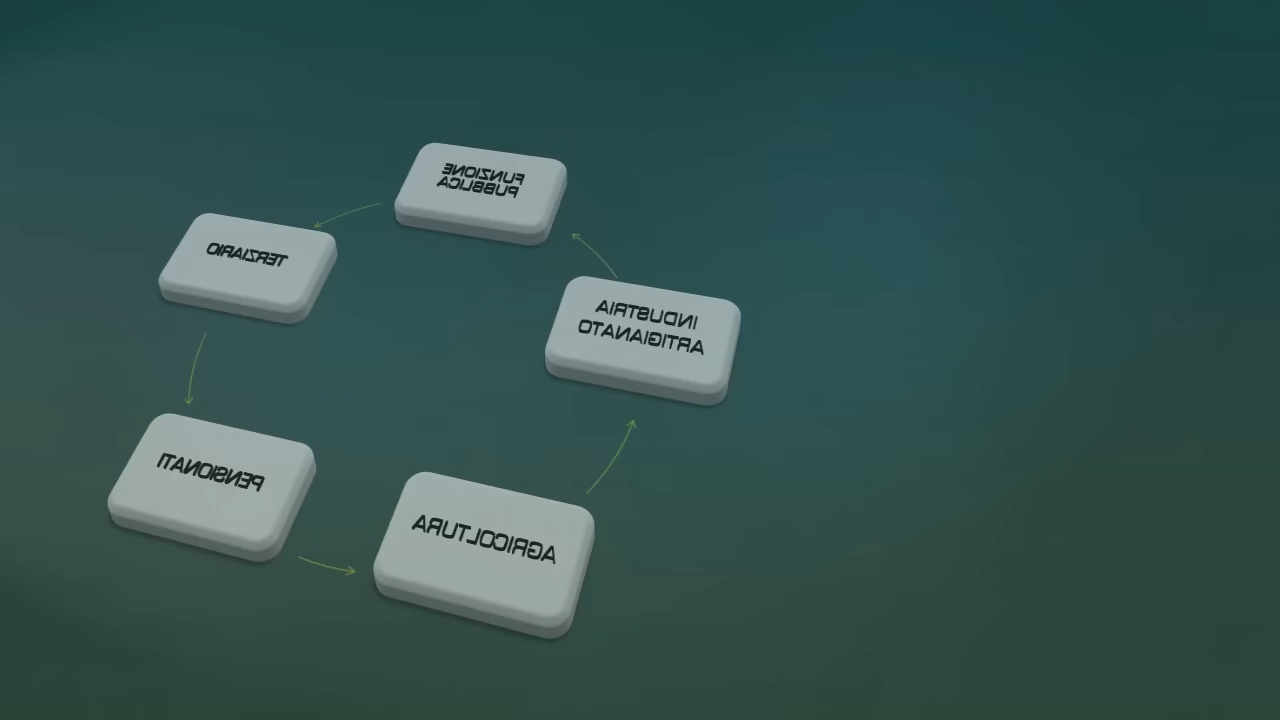 FUNZIONE
PUBBLICA
TERZIARIO
INDUSTRIA
ARTIGIANATO
PENSIONATI
AGRICOLTURA